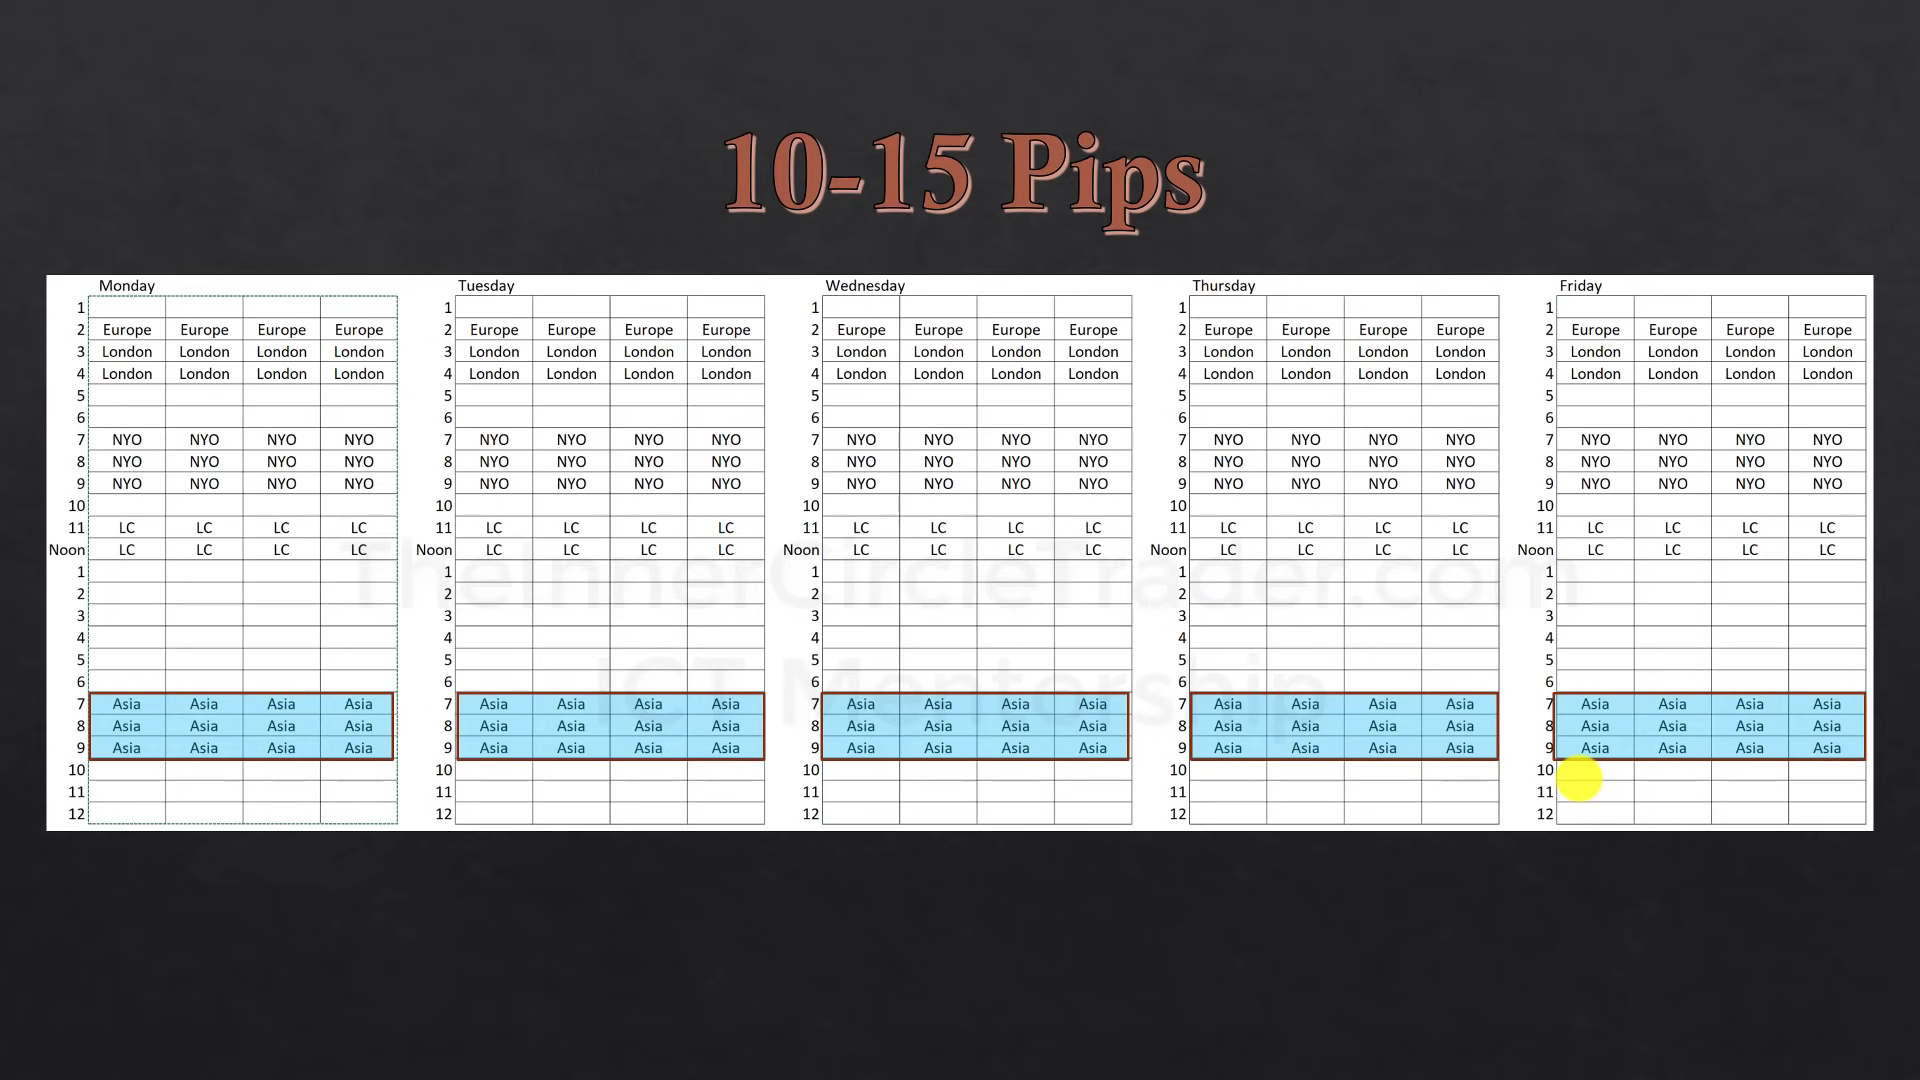 10-15 Pips
Monday Tuesday Wednesday Thursday Friday
1 1 1 1 1
2 Europe Europe Europe Europe 2 Europe Europe Europe Europe 2 Europe Europe Europe Europe 2 Europe Europe Europe Europe 2 Europe Europe Europe Europe
3 London London London London 3 London London London London 3 London London London London 3 London London London London 3 London London London London
4 London London London London 4 London London London London 4 London London London London 4 London London London London 4 London London London London
5 5 5 5 5
6 6 6 6 6
7 NYO NYO NYO NYO 7 NYO NYO NYO NYO 7 NYO NYO NYO NYO 7 NYO NYO NYO NYO 7 NYO NYO NYO NYO
8 NYO NYO NYO NYO 8 NYO NYO NYO NYO 8 NYO NYO NYO NYO 8 NYO NYO NYO NYO 8 NYO NYO NYO NYO
9 NYO NYO NYO NYO 9 NYO NYO NYO NYO 9 NYO NYO NYO NYO 9 NYO NYO NYO NYO 9 NYO NYO NYO NYO
10 10 10 10 10
11 LC LC LC LC 11 LC LC LC LC 11 LC LC LC LC 11 LC LC LC LC 11 LC LC LC LC
Noon LC LC LC LC Noon LC LC LC LC Noon LC LC LC LC Noon LC LC LC LC Noon LC LC LC LC
1 1 1 1 1
TheInnerCircleTrader.com
2 2 2 2 2
3 3 3 3 3
4 4 4 4 4
5 5 5 5 5
6 6 6 6 6
ICT Mentorship
7 Asia Asia Asia Asia 7 Asia Asia Asia Asia 7 Asia Asia Asia Asia 7 Asia Asia Asia Asia 7 Asia Asia Asia Asia
8 Asia Asia Asia Asia 8 Asia Asia Asia Asia 8 Asia Asia Asia Asia 8 Asia Asia Asia Asia 8 Asia Asia Asia Asia
9 Asia Asia Asia Asia 9 Asia Asia Asia Asia 9 Asia Asia Asia Asia 9 Asia Asia Asia Asia 9 Asia Asia Asia Asia
10 10 10 10 10
11 11 11 11 11
12 12 12 12 12